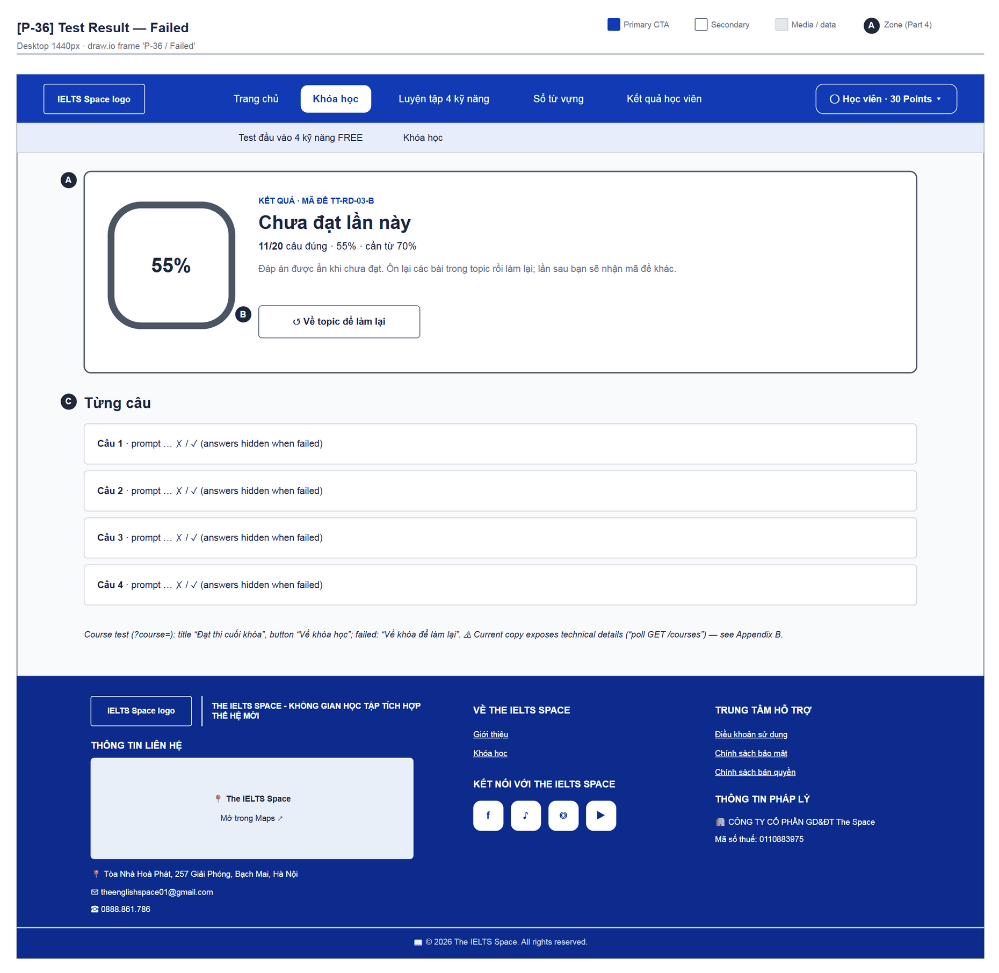 [P-36] Test Result — Failed
Desktop 1440px · draw.io frame 'P-36 / Failed'
Primary CTA
Secondary
Media / data
A Zone (Part 4)
IELTS Space logo
Trang chủ
Khóa học
Luyện tập 4 kỹ năng
Sổ từ vựng
Kết quả học viên
Học viên · 30 Points ▾
Test đầu vào 4 kỹ năng FREE
Khóa học
A
55%
KẾT QUẢ · MÃ ĐỀ TT-RD-03-B
Chưa đạt lần này
11/20 câu đúng · 55% · cần từ 70%
Đáp án được ẩn khi chưa đạt. Ôn lại các bài trong topic rồi làm lại; lần sau bạn sẽ nhận mã đề khác.
B
↺ Về topic để làm lại
C
Từng câu
Câu 1 · prompt … ✗ / ✓ (answers hidden when failed)
Câu 2 · prompt … ✗ / ✓ (answers hidden when failed)
Câu 3 · prompt … ✗ / ✓ (answers hidden when failed)
Câu 4 · prompt … ✗ / ✓ (answers hidden when failed)
Course test (?course=): title “Đạt thi cuối khóa”, button “Về khóa học”; failed: “Về khóa để làm lại”. ⚠ Current copy exposes technical details (“poll GET /courses”) — see Appendix B.
IELTS Space logo
THE IELTS SPACE - KHÔNG GIAN HỌC TẬP TÍCH HỢP
THẾ HỆ MỚI
THÔNG TIN LIÊN HỆ
📍 The IELTS Space
Mở trong Maps ↗
📍 Tòa Nhà Hoà Phát, 257 Giải Phóng, Bạch Mai, Hà Nội
✉ theenglishspace01@gmail.com
☎ 0888.861.786
VỀ THE IELTS SPACE
Giới thiệu
Khóa học
KẾT NỐI VỚI THE IELTS SPACE
f
♪
◎
▶
TRUNG TÂM HỖ TRỢ
Điều khoản sử dụng
Chính sách bảo mật
Chính sách bản quyền
THÔNG TIN PHÁP LÝ
🏢 CÔNG TY CỔ PHẦN GD&ĐT The Space
Mã số thuế: 0110883975
📖 © 2026 The IELTS Space. All rights reserved.